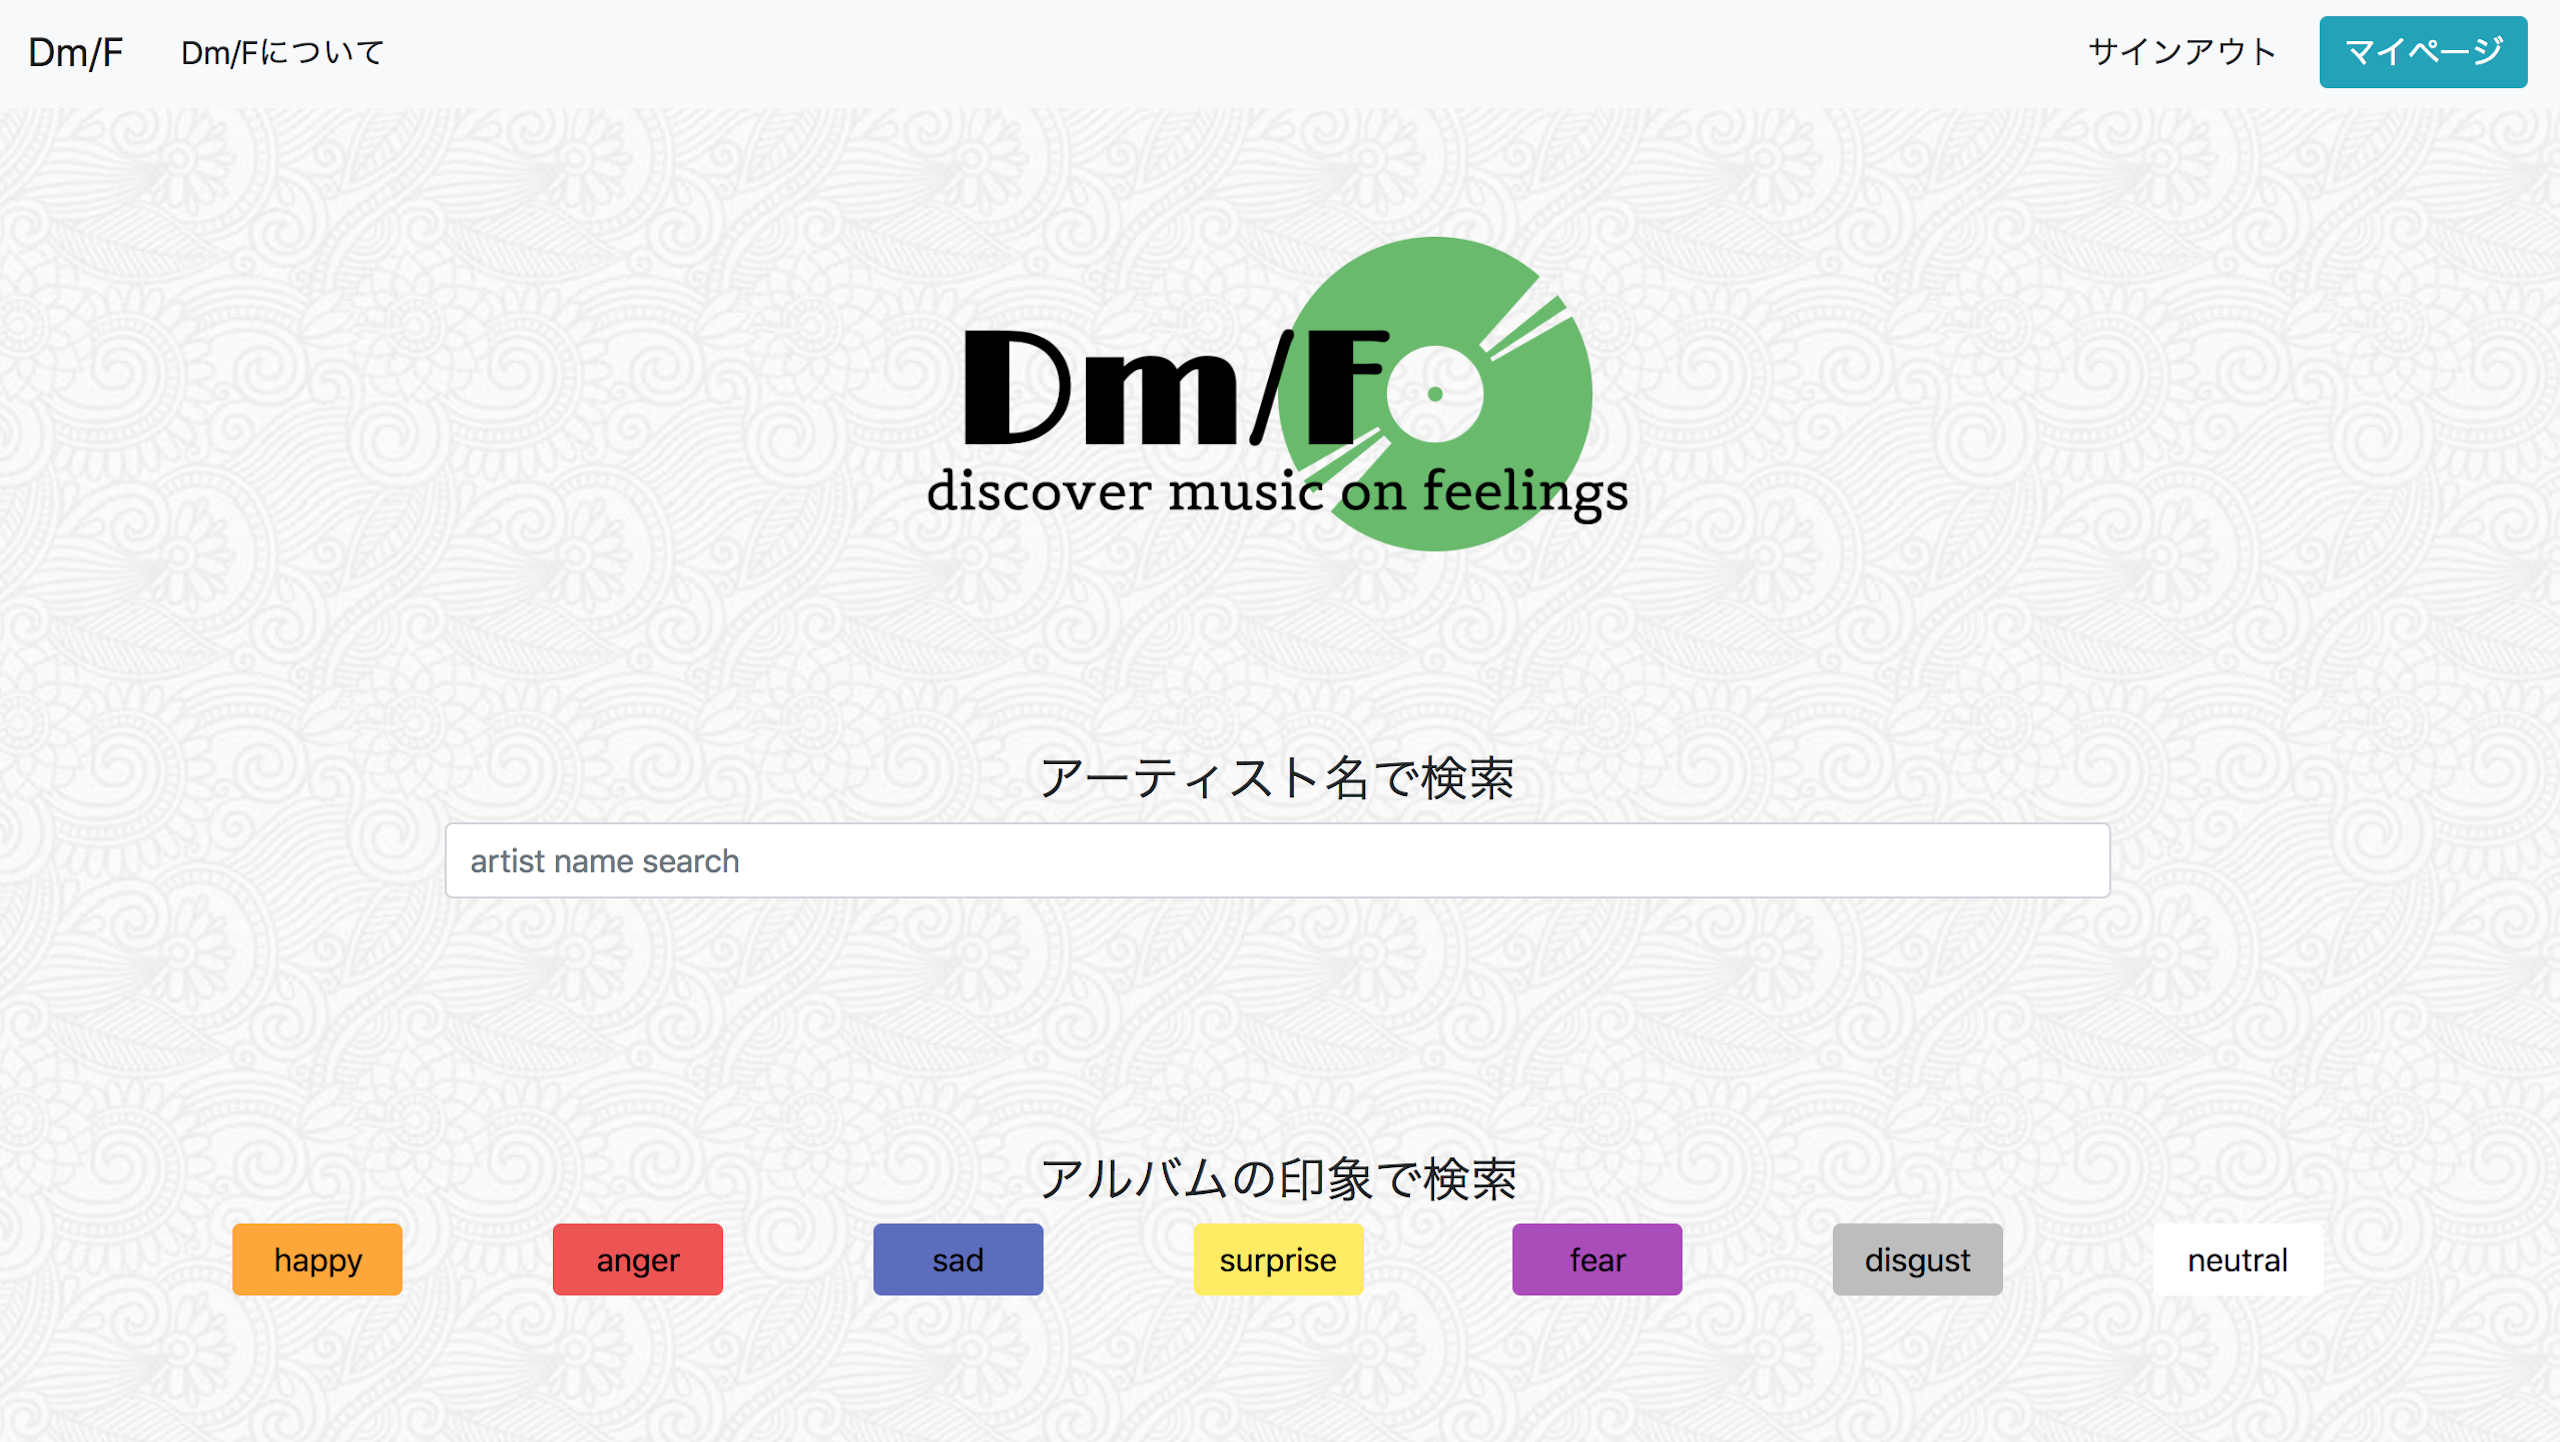 Dm/F
Dm/Fについて
サインアウト
マイページ
Dm/F
discover music on feelings
アーティスト名で検索
artist name search
アルバムの印象で検索
happy
anger
sad
surprise
fear
disgust
neutral